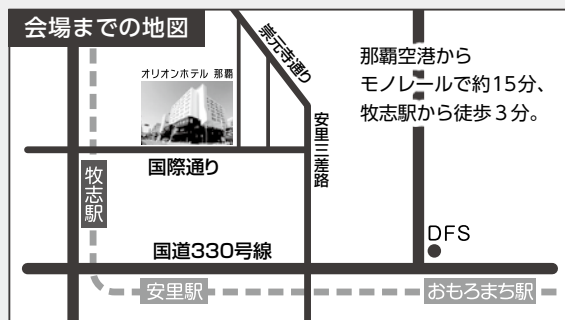 会場までの地図
崇元寺通り
オリオンホテル 那覇
那覇空港から
モノレールで約15分、
牧志駅から徒歩3分。
安里三差路
国際通り
牧志駅
国道330号線
DFS
安里駅
おもろまち駅